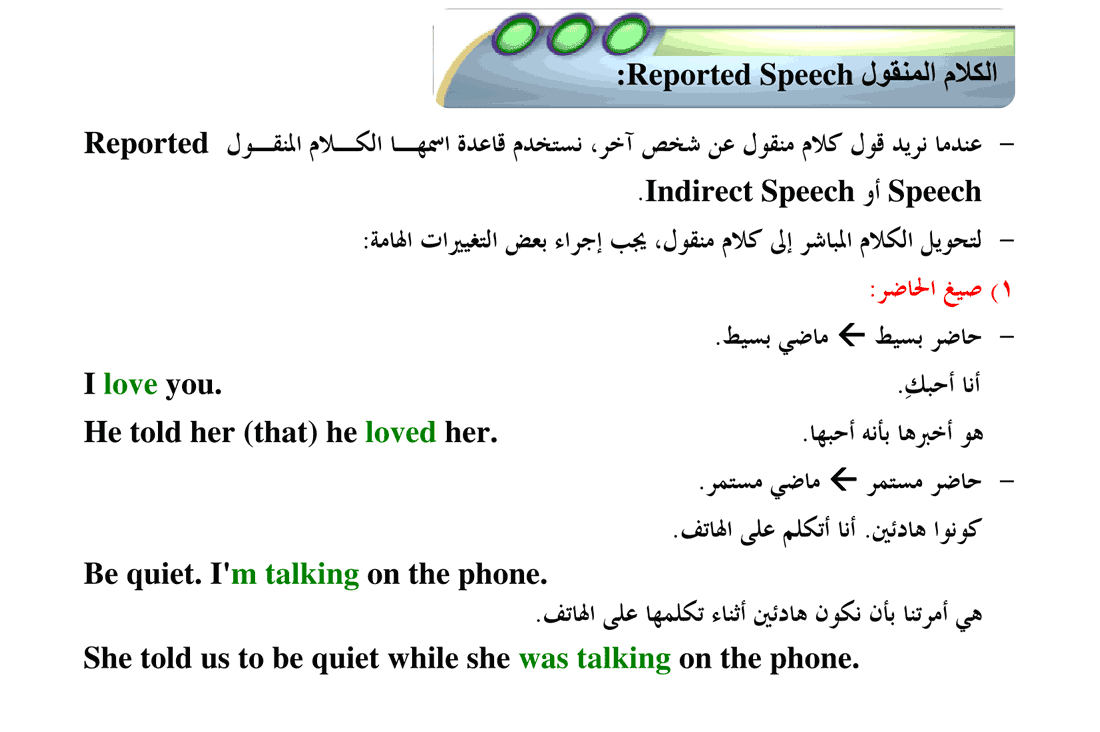 الكلام المنقول Reported Speech:
– عندما نريد قول كلام منقول عن شخص آخر، نستخدم قاعدة اسمها الكلام المنقول Reported
Speech أو Indirect Speech.
– لتحويل الكلام المباشر إلى كلام منقول، يجب إجراء بعض التغييرات الهامة:
١) صيغ الحاضر:
– حاضر بسيط ← ماضي بسيط.
أنا أحبكِ. I love you.
هو أخبرها بأنه أحبها. He told her (that) he loved her.
– حاضر مستمر ← ماضي مستمر.
كونوا هادئين. أنا أتكلم على الهاتف.
Be quiet. I'm talking on the phone.
هي أمرتنا بأن نكون هادئين أثناء تكلمها على الهاتف.
She told us to be quiet while she was talking on the phone.